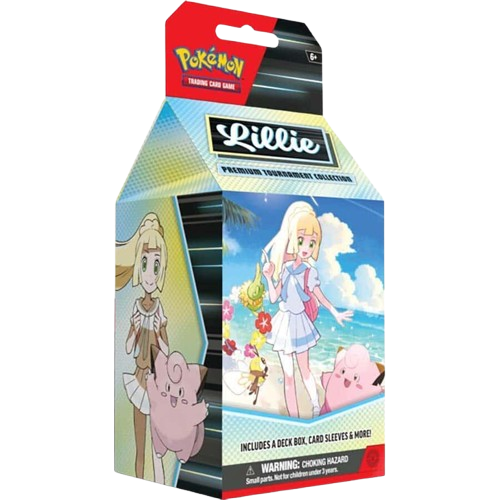 6+
Pokémon
TRADING CARD GAME
Lillie
PREMIUM TOURNAMENT COLLECTION
INCLUDES A DECK BOX, CARD SLEEVES & MORE!
WARNING: CHOKING HAZARD
Small parts. Not for children under 3 years.